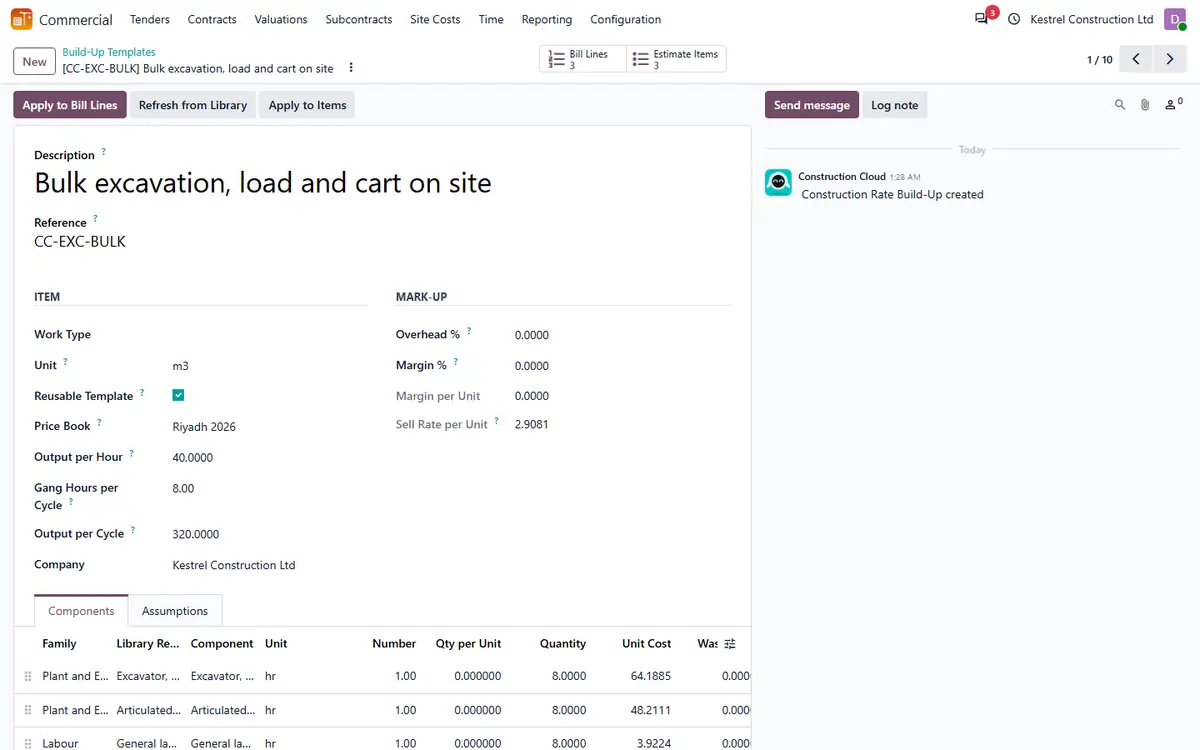 Commercial Tenders Contracts Valuations Subcontracts Site Costs Time Reporting Configuration 3 Kestrel Construction Ltd D
New Build-Up Templates
[CC-EXC-BULK] Bulk excavation, load and cart on site
Bill Lines 3 Estimate Items 3
1 / 10
Apply to Bill Lines Refresh from Library Apply to Items Send message Log note 0
Today
Construction Cloud 1:28 AM
Construction Rate Build-Up created
Description ?
Bulk excavation, load and cart on site
Reference ?
CC-EXC-BULK
ITEM
Work Type
Unit ? m3
Reusable Template ?
Price Book ? Riyadh 2026
Output per Hour ? 40.0000
Gang Hours per
Cycle ? 8.00
Output per Cycle ? 320.0000
Company Kestrel Construction Ltd
MARK-UP
Overhead % ? 0.0000
Margin % ? 0.0000
Margin per Unit 0.0000
Sell Rate per Unit ? 2.9081
Components Assumptions
Family Library Re... Component Unit Number Qty per Unit Quantity Unit Cost Was
Plant and E... Excavator, ... Excavator, ... hr 1.00 0.000000 8.0000 64.1885 0.000
Plant and E... Articulated... Articulated... hr 1.00 0.000000 8.0000 48.2111 0.000
Labour General la... General la... hr 1.00 0.000000 8.0000 3.9224 0.000